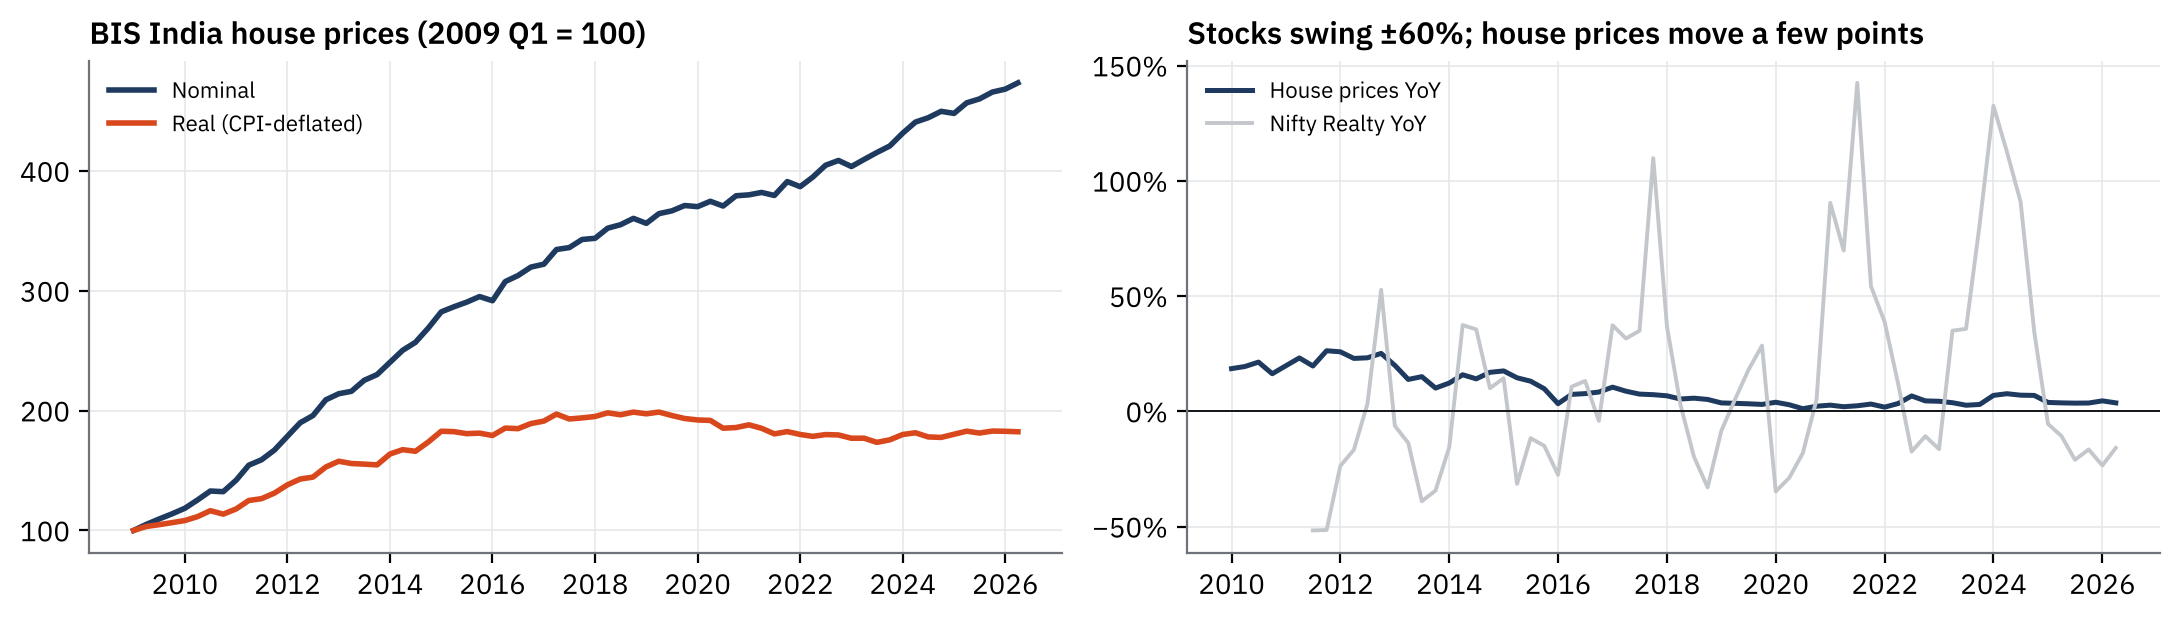 BIS India house prices (2009 Q1 = 100)
Nominal
Real (CPI-deflated)
400
300
200
100
2010 2012 2014 2016 2018 2020 2022 2024 2026
Stocks swing ±60%; house prices move a few points
House prices YoY
Nifty Realty YoY
150%
100%
50%
0%
−50%
2010 2012 2014 2016 2018 2020 2022 2024 2026